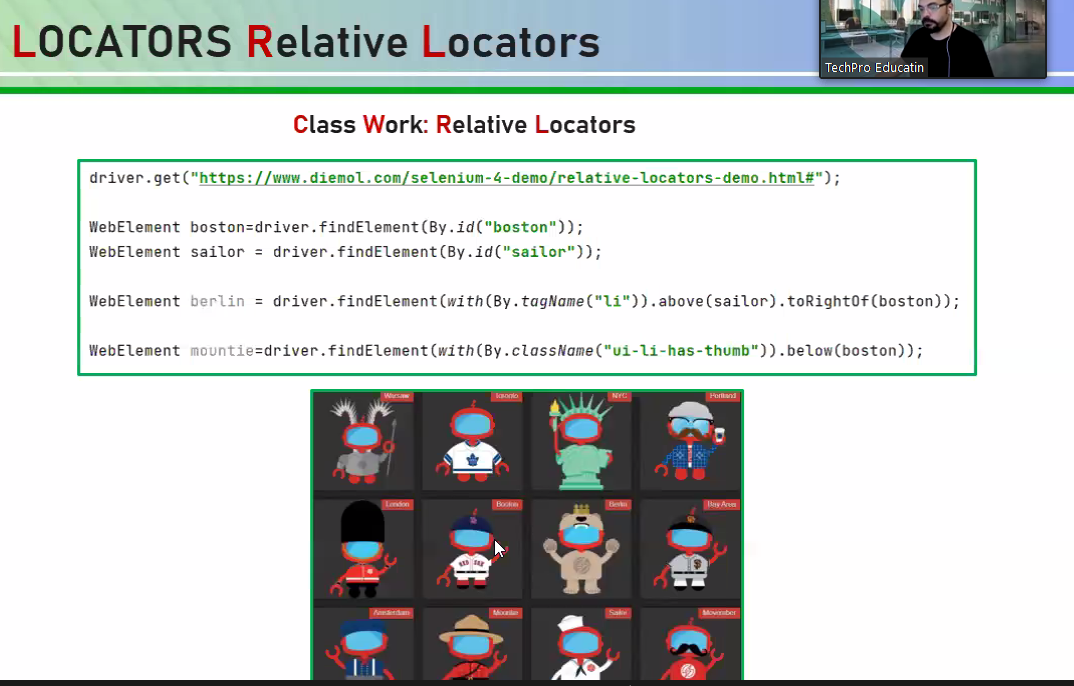 LOCATORS Relative Locators
TechPro Educatin
Class Work: Relative Locators
driver.get("https://www.diemol.com/selenium-4-demo/relative-locators-demo.html#");
WebElement boston=driver.findElement(By.id("boston"));
WebElement sailor = driver.findElement(By.id("sailor"));
WebElement berlin = driver.findElement(with(By.tagName("li")).above(sailor).toRightOf(boston));
WebElement mountie=driver.findElement(with(By.className("ui-li-has-thumb")).below(boston));
Warsaw Toronto NYC Portland
London Boston Berlin Bay Area
RED SOX
Amsterdam Mountie Sailor Movember